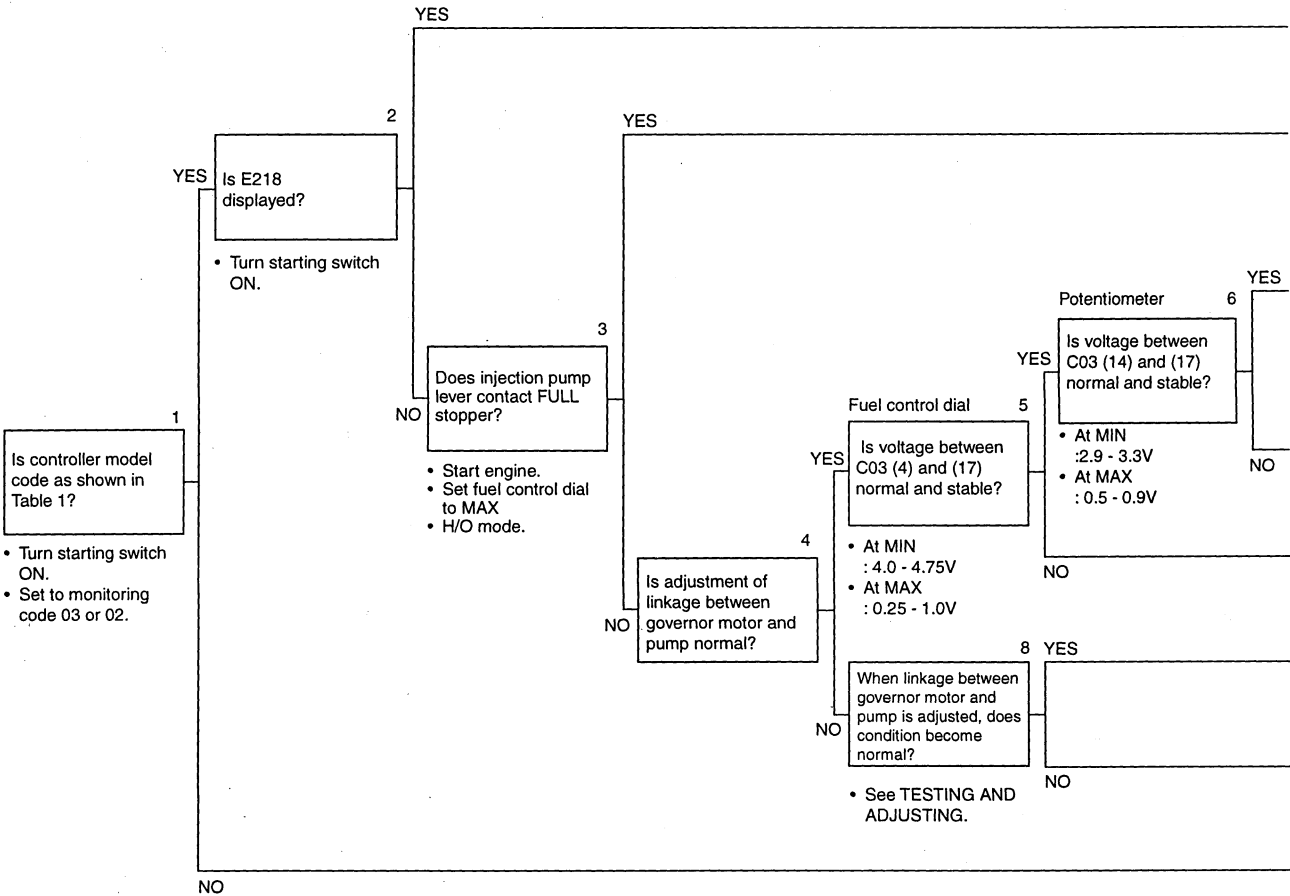 YES
2
YES
YES
Is E218
displayed?
• Turn starting switch
ON.
YES
Potentiometer 6
3
Is voltage between
C03 (14) and (17)
normal and stable?
YES
Does injection pump
lever contact FULL
stopper?
NO
Fuel control dial 5
1
• At MIN
:2.9 - 3.3V
• At MAX
: 0.5 - 0.9V
NO
Is controller model
code as shown in
Table 1?
Is voltage between
C03 (4) and (17)
normal and stable?
YES
• Start engine.
• Set fuel control dial
to MAX
• H/O mode.
4
• Turn starting switch
ON.
• Set to monitoring
code 03 or 02.
• At MIN
: 4.0 - 4.75V
• At MAX
: 0.25 - 1.0V
NO
Is adjustment of
linkage between
governor motor and
pump normal?
NO
8 YES
When linkage between
governor motor and
pump is adjusted, does
condition become
normal?
NO
NO
• See TESTING AND
ADJUSTING.
NO